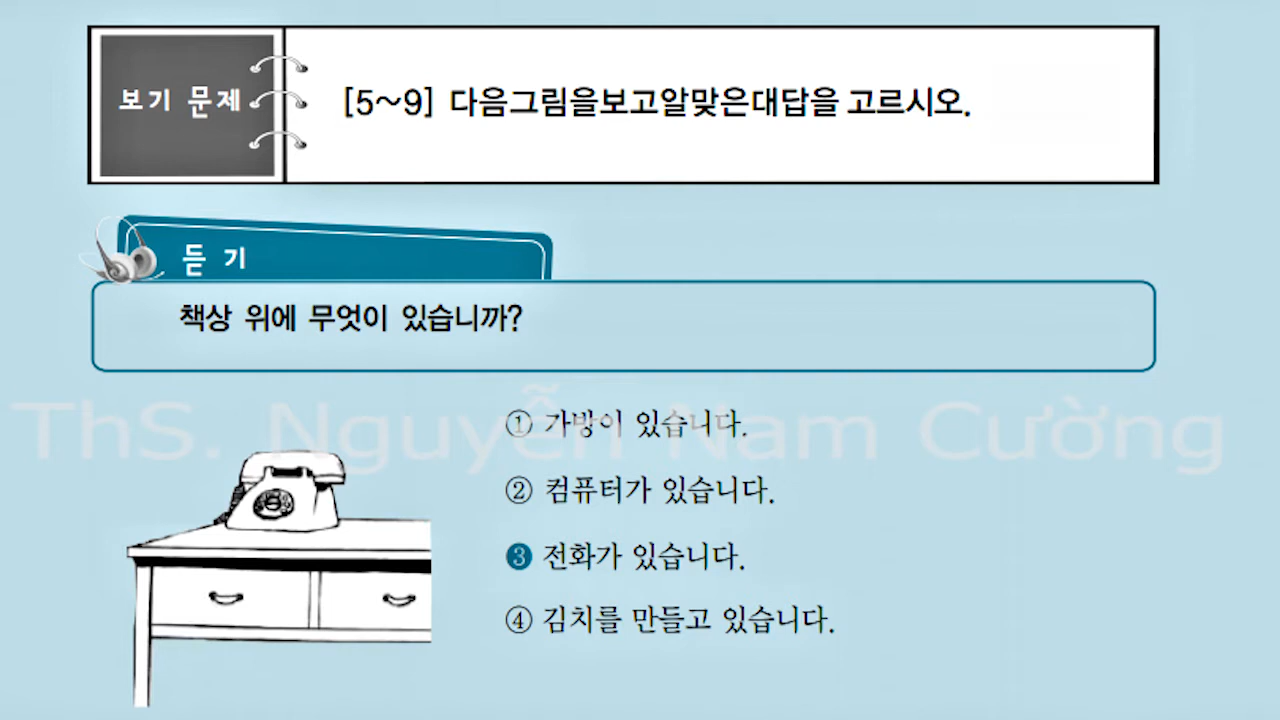 보기 문제
[5~9] 다음그림을보고알맞은대답을 고르시오.
듣 기
책상 위에 무엇이 있습니까?
ThS. Nguyễn Nam Cường
① 가방이 있습니다.
② 컴퓨터가 있습니다.
❸ 전화가 있습니다.
④ 김치를 만들고 있습니다.